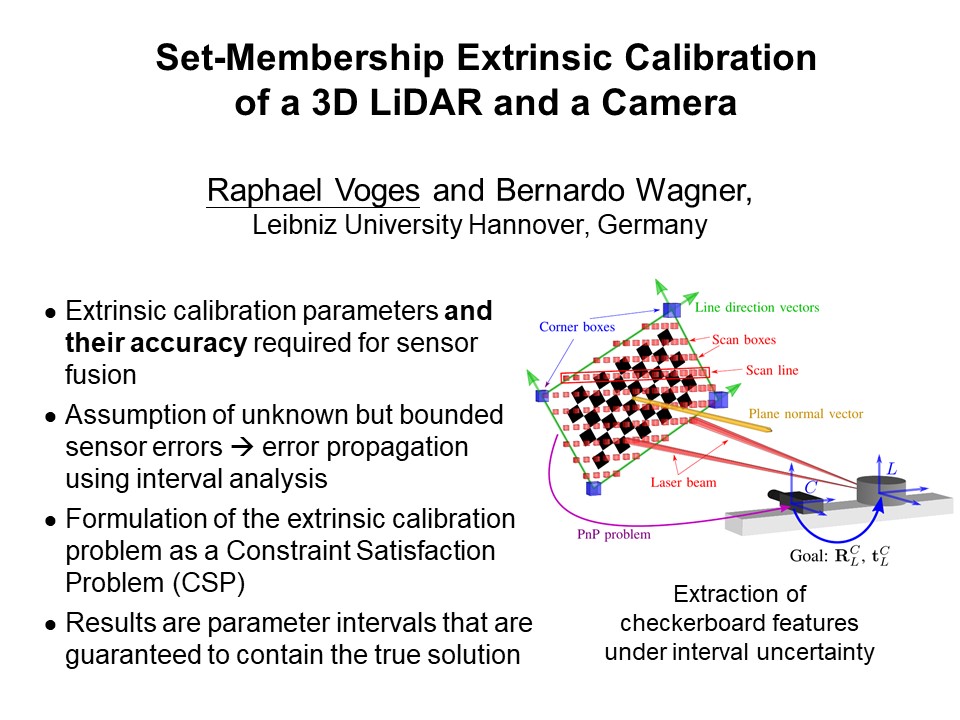 Set-Membership Extrinsic Calibration
of a 3D LiDAR and a Camera
Raphael Voges and Bernardo Wagner,
Leibniz University Hannover, Germany
● Extrinsic calibration parameters and
their accuracy required for sensor
fusion
● Assumption of unknown but bounded
sensor errors → error propagation
using interval analysis
● Formulation of the extrinsic calibration
problem as a Constraint Satisfaction
Problem (CSP)
● Results are parameter intervals that are
guaranteed to contain the true solution
Line direction vectors
Corner boxes
Scan boxes
Scan line
Plane normal vector
Laser beam
L
C
PnP problem
Goal: R_L^C, t_L^C
Extraction of
checkerboard features
under interval uncertainty